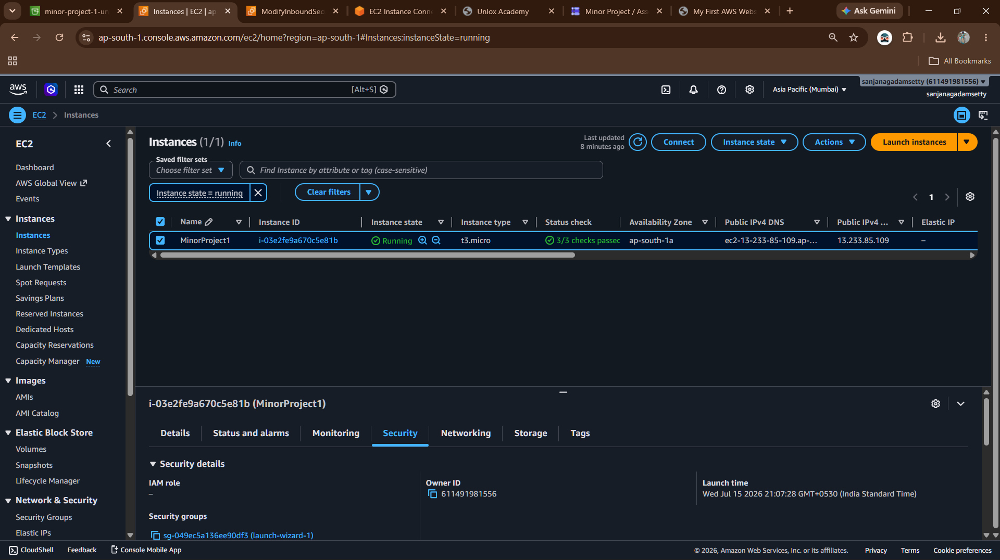 minor-project-1-un
Instances | EC2 | ap
ModifyInboundSec
EC2 Instance Conn
Unlox Academy
Minor Project / Ass
My First AWS Webs
Ask Gemini
ap-south-1.console.aws.amazon.com/ec2/home?region=ap-south-1#Instances:instanceState=running
All Bookmarks
aws
Search
[Alt+S]
Asia Pacific (Mumbai)
sanjanagadamsetty (611491981556)
sanjanagadamsetty
EC2
Instances
EC2
Dashboard
AWS Global View
Events
Instances
Instances
Instance Types
Launch Templates
Spot Requests
Savings Plans
Reserved Instances
Dedicated Hosts
Capacity Reservations
Capacity Manager New
Images
AMIs
AMI Catalog
Elastic Block Store
Volumes
Snapshots
Lifecycle Manager
Network & Security
Security Groups
Elastic IPs
Instances (1/1) Info
Last updated
8 minutes ago
Connect
Instance state
Actions
Launch instances
Saved filter sets
Choose filter set
Find Instance by attribute or tag (case-sensitive)
Instance state = running
Clear filters
1
Name Instance ID Instance state Instance type Status check Availability Zone Public IPv4 DNS Public IPv4 ... Elastic IP
MinorProject1 i-03e2fe9a670c5e81b Running t3.micro 3/3 checks passec ap-south-1a ec2-13-233-85-109.ap-... 13.233.85.109 –
i-03e2fe9a670c5e81b (MinorProject1)
Details Status and alarms Monitoring Security Networking Storage Tags
Security details
IAM role
–
Owner ID
611491981556
Launch time
Wed Jul 15 2026 21:07:28 GMT+0530 (India Standard Time)
Security groups
sg-049ec5a136ee90df3 (launch-wizard-1)
CloudShell
Feedback
Console Mobile App
© 2026, Amazon Web Services, Inc. or its affiliates.
Privacy
Terms
Cookie preferences